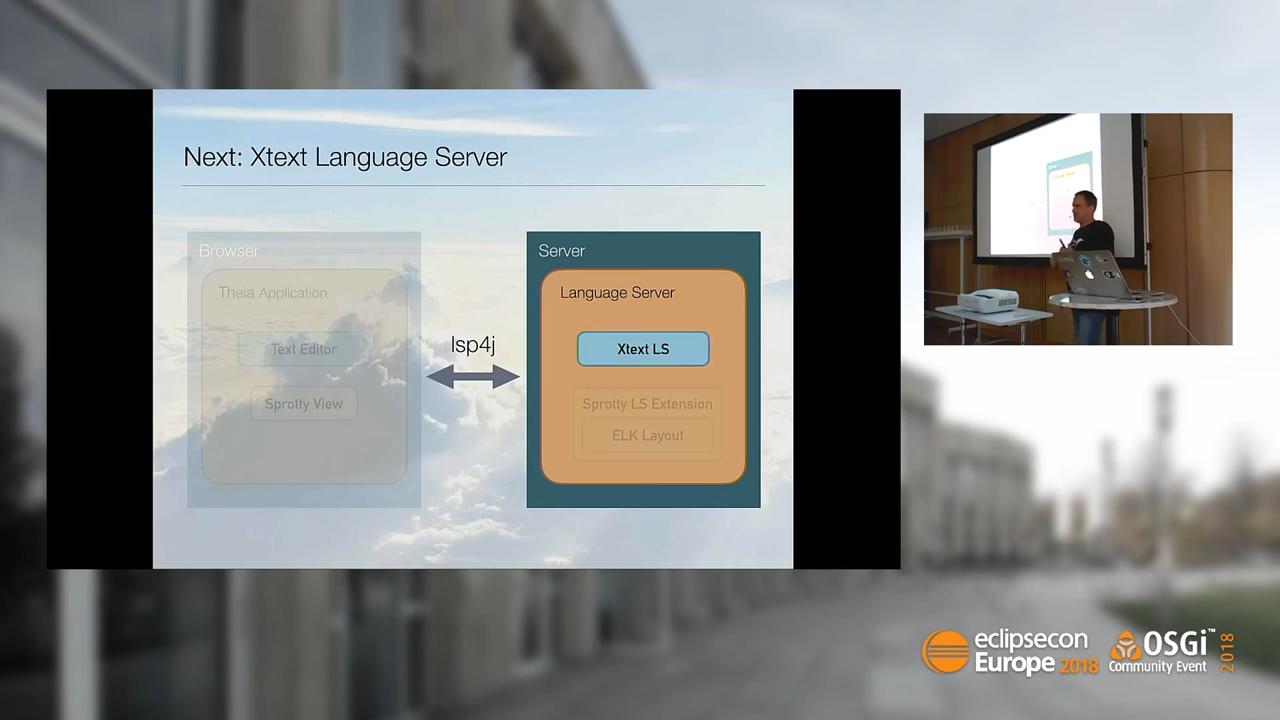 Next: Xtext Language Server
Browser
Theia Application
Text Editor
Sprotty View
lsp4j
Server
Language Server
Xtext LS
Sprotty LS Extension
ELK Layout
eclipsecon
Europe 2018
OSGi™
Community Event
2018